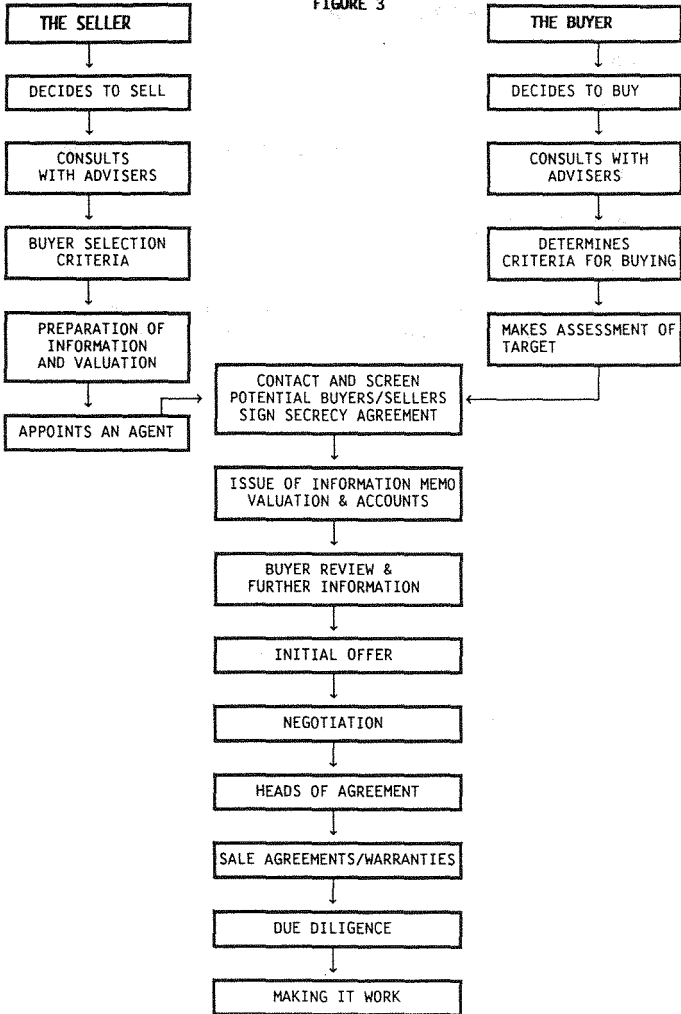 FIGURE 3
THE SELLER
DECIDES TO SELL
CONSULTS
WITH ADVISERS
BUYER SELECTION
CRITERIA
PREPARATION OF
INFORMATION
AND VALUATION
APPOINTS AN AGENT
THE BUYER
DECIDES TO BUY
CONSULTS WITH
ADVISERS
DETERMINES
CRITERIA FOR BUYING
MAKES ASSESSMENT OF
TARGET
CONTACT AND SCREEN
POTENTIAL BUYERS/SELLERS
SIGN SECRECY AGREEMENT
ISSUE OF INFORMATION MEMO
VALUATION & ACCOUNTS
BUYER REVIEW &
FURTHER INFORMATION
INITIAL OFFER
NEGOTIATION
HEADS OF AGREEMENT
SALE AGREEMENTS/WARRANTIES
DUE DILIGENCE
MAKING IT WORK